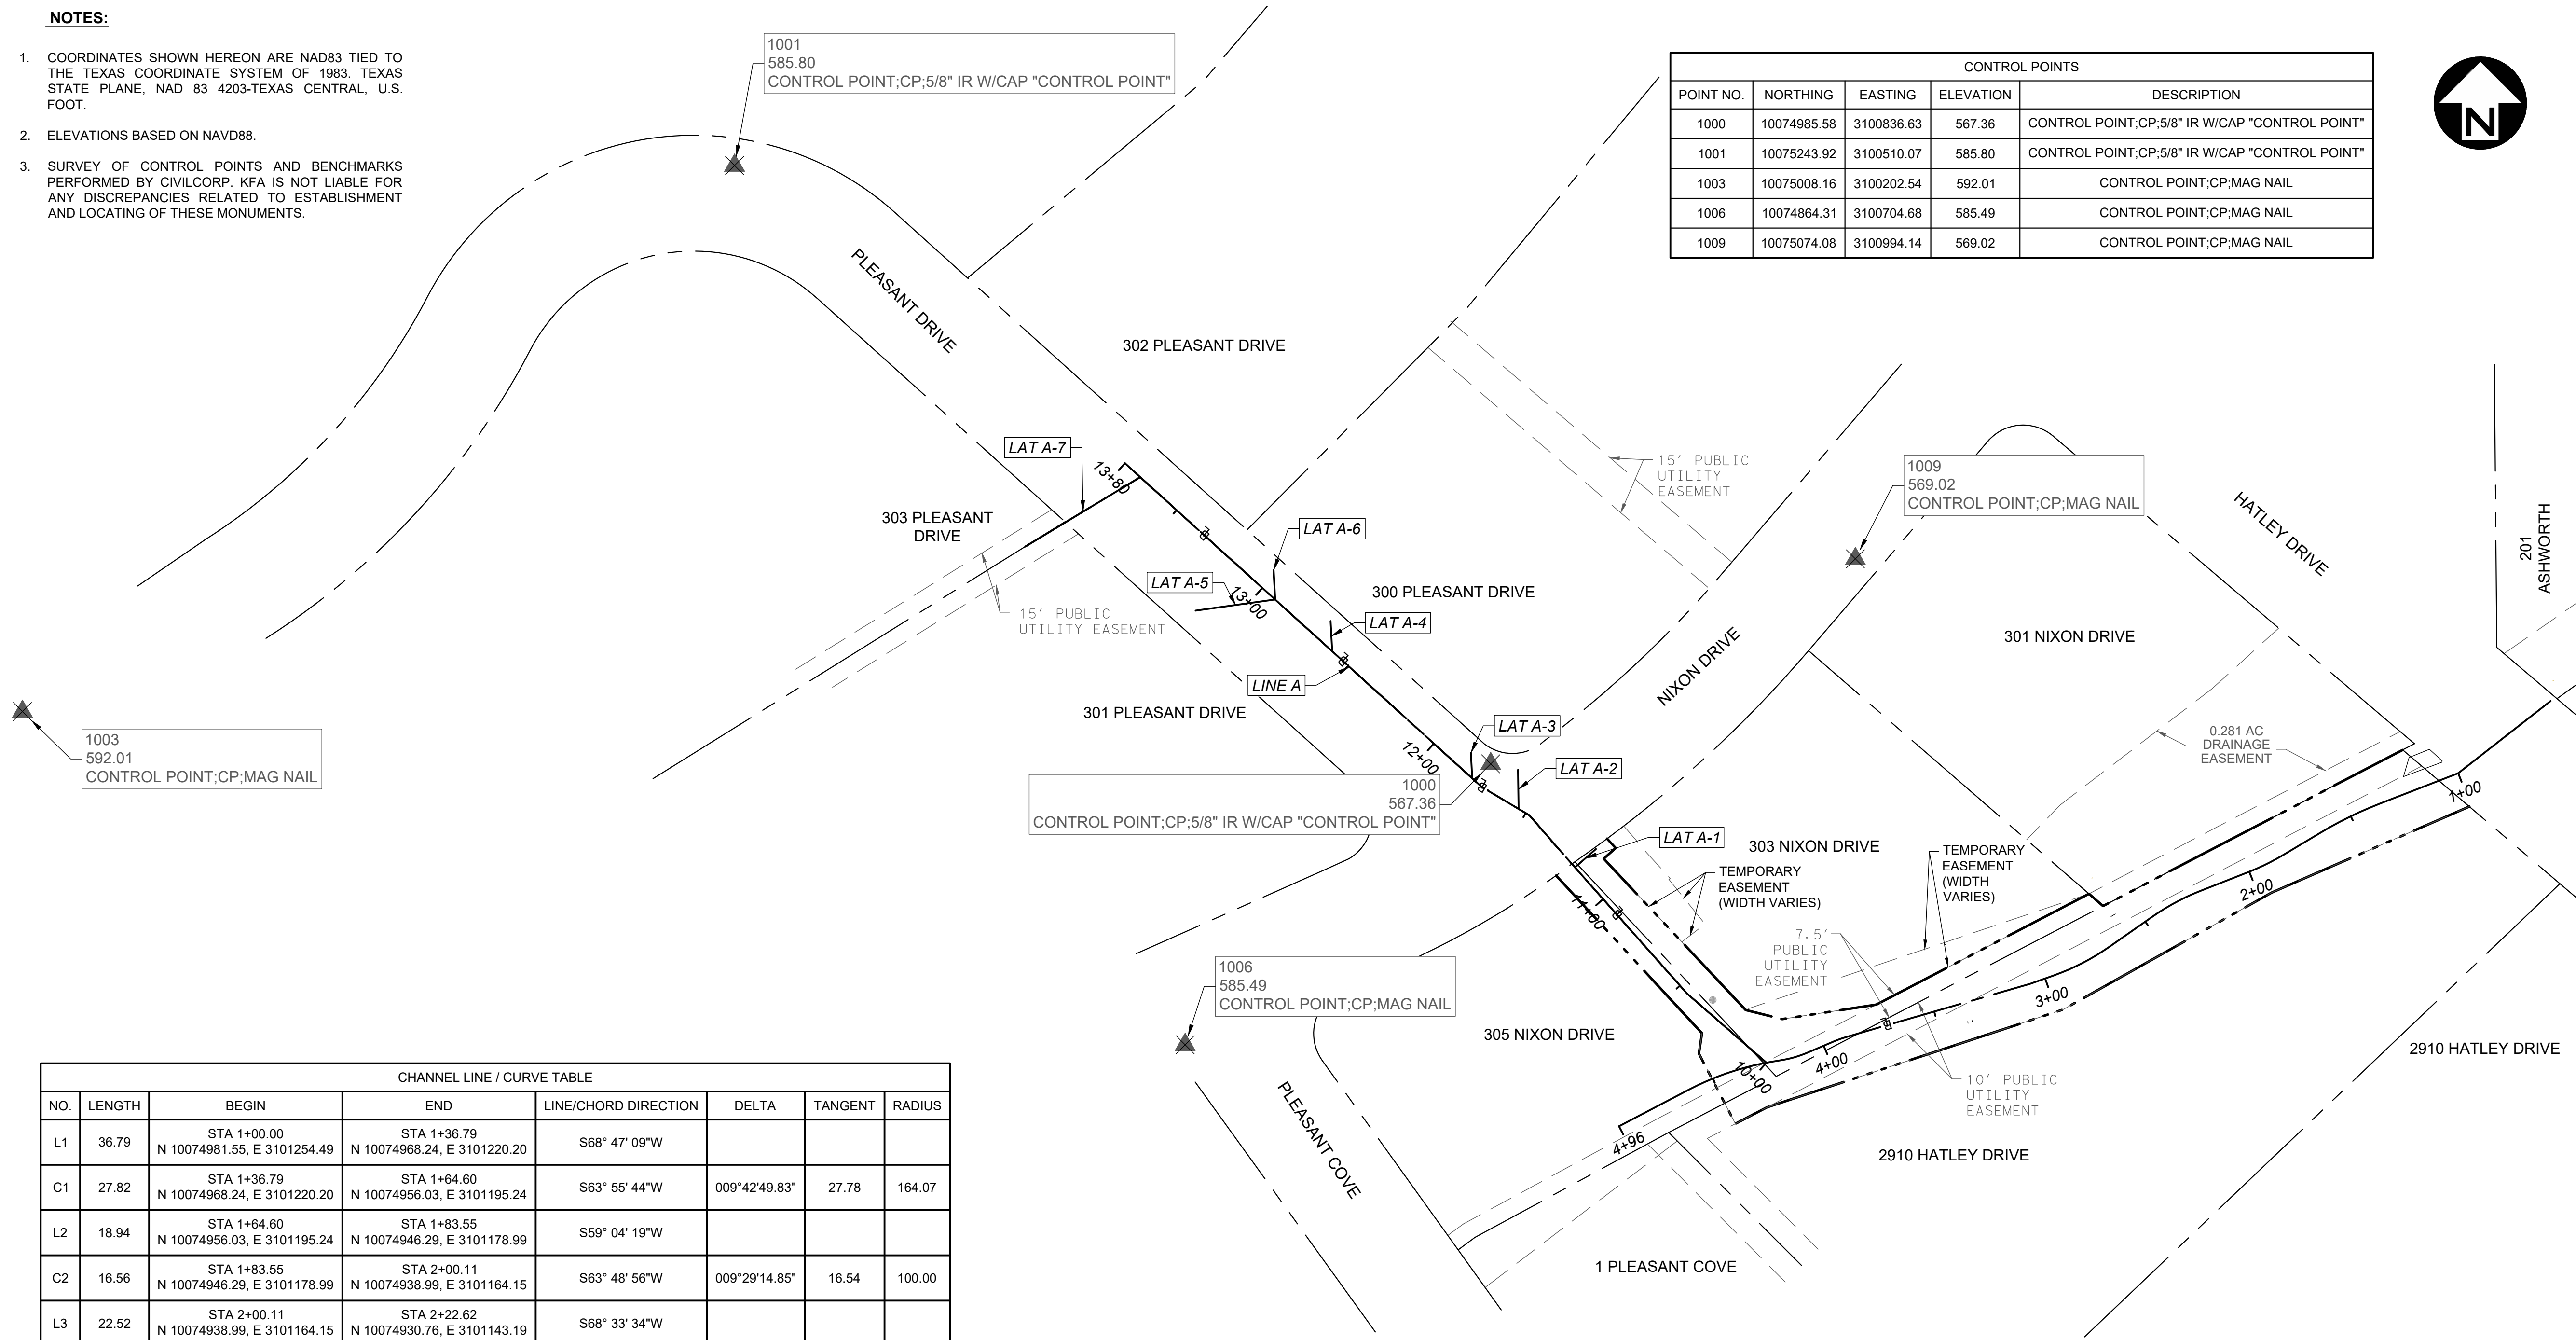 NOTES:
1. COORDINATES SHOWN HEREON ARE NAD83 TIED TO
THE TEXAS COORDINATE SYSTEM OF 1983. TEXAS
STATE PLANE, NAD 83 4203-TEXAS CENTRAL, U.S.
FOOT.
2. ELEVATIONS BASED ON NAVD88.
3. SURVEY OF CONTROL POINTS AND BENCHMARKS
PERFORMED BY CIVILCORP. KFA IS NOT LIABLE FOR
ANY DISCREPANCIES RELATED TO ESTABLISHMENT
AND LOCATING OF THESE MONUMENTS.
1001
585.80
CONTROL POINT;CP;5/8" IR W/CAP "CONTROL POINT"
CONTROL POINTS
POINT NO. NORTHING EASTING ELEVATION DESCRIPTION
1000 10074985.58 3100836.63 567.36 CONTROL POINT;CP;5/8" IR W/CAP "CONTROL POINT"
1001 10075243.92 3100510.07 585.80 CONTROL POINT;CP;5/8" IR W/CAP "CONTROL POINT"
1003 10075008.16 3100202.54 592.01 CONTROL POINT;CP;MAG NAIL
1006 10074864.31 3100704.68 585.49 CONTROL POINT;CP;MAG NAIL
1009 10075074.08 3100994.14 569.02 CONTROL POINT;CP;MAG NAIL
N
PLEASANT DRIVE
302 PLEASANT DRIVE
LAT A-7
13+80
303 PLEASANT
DRIVE
15' PUBLIC
UTILITY EASEMENT
LAT A-6
LAT A-5
13+00
300 PLEASANT DRIVE
LAT A-4
LINE A
301 PLEASANT DRIVE
15' PUBLIC
UTILITY
EASEMENT
1009
569.02
CONTROL POINT;CP;MAG NAIL
HATLEY DRIVE
201
ASHWORTH
301 NIXON DRIVE
NIXON DRIVE
LAT A-3
12+00
LAT A-2
1003
592.01
CONTROL POINT;CP;MAG NAIL
1000
567.36
CONTROL POINT;CP;5/8" IR W/CAP "CONTROL POINT"
0.281 AC
DRAINAGE
EASEMENT
1+00
LAT A-1
303 NIXON DRIVE
TEMPORARY
EASEMENT
(WIDTH VARIES)
TEMPORARY
EASEMENT
(WIDTH
VARIES)
2+00
11+00
7.5'
PUBLIC
UTILITY
EASEMENT
1006
585.49
CONTROL POINT;CP;MAG NAIL
3+00
305 NIXON DRIVE
10+00
4+00
10' PUBLIC
UTILITY
EASEMENT
2910 HATLEY DRIVE
PLEASANT COVE
4+96
2910 HATLEY DRIVE
1 PLEASANT COVE
CHANNEL LINE / CURVE TABLE
NO. LENGTH BEGIN END LINE/CHORD DIRECTION DELTA TANGENT RADIUS
L1 36.79 STA 1+00.00 N 10074981.55, E 3101254.49 STA 1+36.79 N 10074968.24, E 3101220.20 S68° 47' 09"W
C1 27.82 STA 1+36.79 N 10074968.24, E 3101220.20 STA 1+64.60 N 10074956.03, E 3101195.24 S63° 55' 44"W 009°42'49.83" 27.78 164.07
L2 18.94 STA 1+64.60 N 10074956.03, E 3101195.24 STA 1+83.55 N 10074946.29, E 3101178.99 S59° 04' 19"W
C2 16.56 STA 1+83.55 N 10074946.29, E 3101178.99 STA 2+00.11 N 10074938.99, E 3101164.15 S63° 48' 56"W 009°29'14.85" 16.54 100.00
L3 22.52 STA 2+00.11 N 10074938.99, E 3101164.15 STA 2+22.62 N 10074930.76, E 3101143.19 S68° 33' 34"W